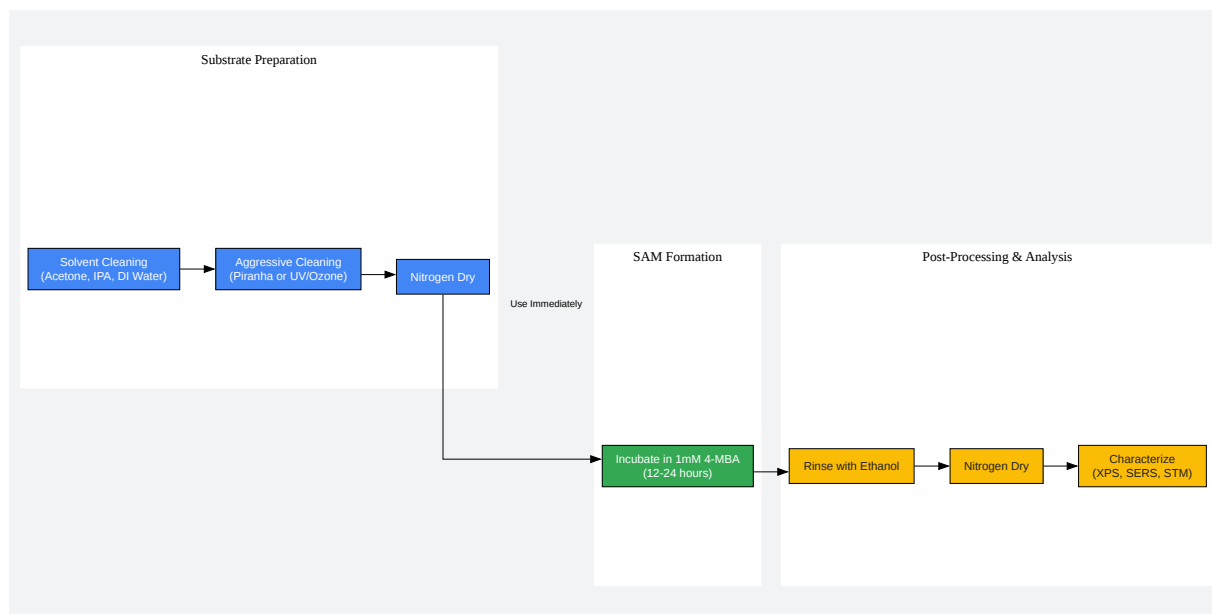 Substrate Preparation
Solvent Cleaning
(Acetone, IPA, DI Water)
Aggressive Cleaning
(Piranha or UV/Ozone)
Nitrogen Dry
Use Immediately
SAM Formation
Incubate in 1mM 4-MBA
(12-24 hours)
Post-Processing & Analysis
Rinse with Ethanol
Nitrogen Dry
Characterize
(XPS, SERS, STM)